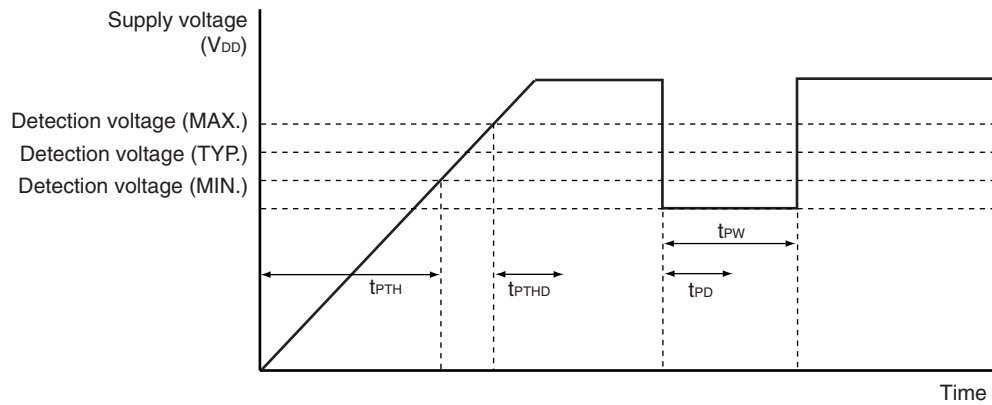 Supply voltage
(VDD)
Detection voltage (MAX.)
Detection voltage (TYP.)
Detection voltage (MIN.)
tPW
tPTH
tPTHD
tPD
Time